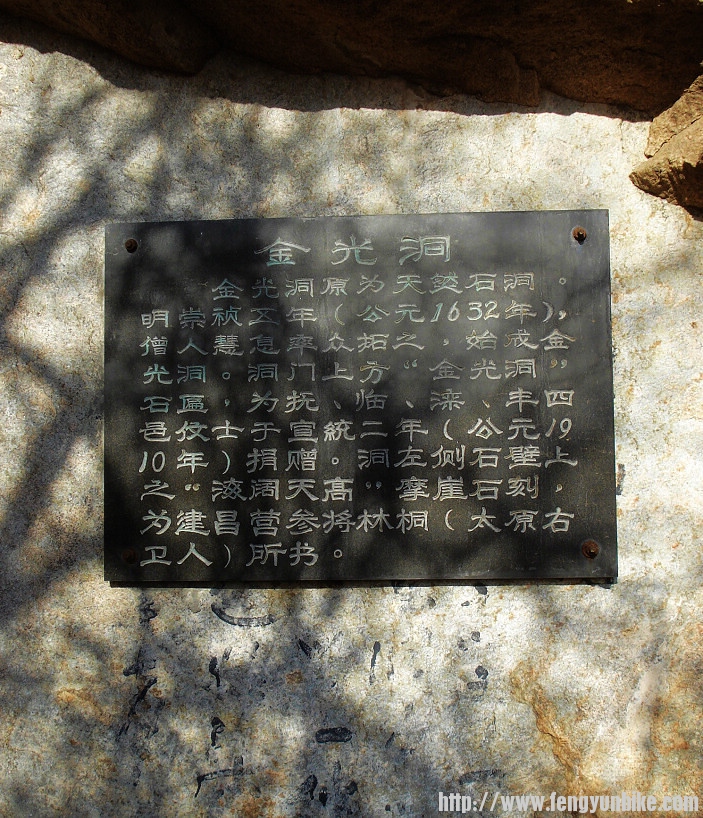 金光洞
金光洞原为天然石洞。
明崇祯五年（公元1632年），
僧人慧息率众拓之，始成“金
光洞。洞门上方“金光洞”
石匾，为抚、临、滦、丰四
邑佼士于宣統二年（公元19
10年）捐赠。洞左侧石壁上，
之“海阔天高”摩崖石刻，
为建昌营参将林桐（太原右
卫人）所书。
http://www.fengyunbike.com